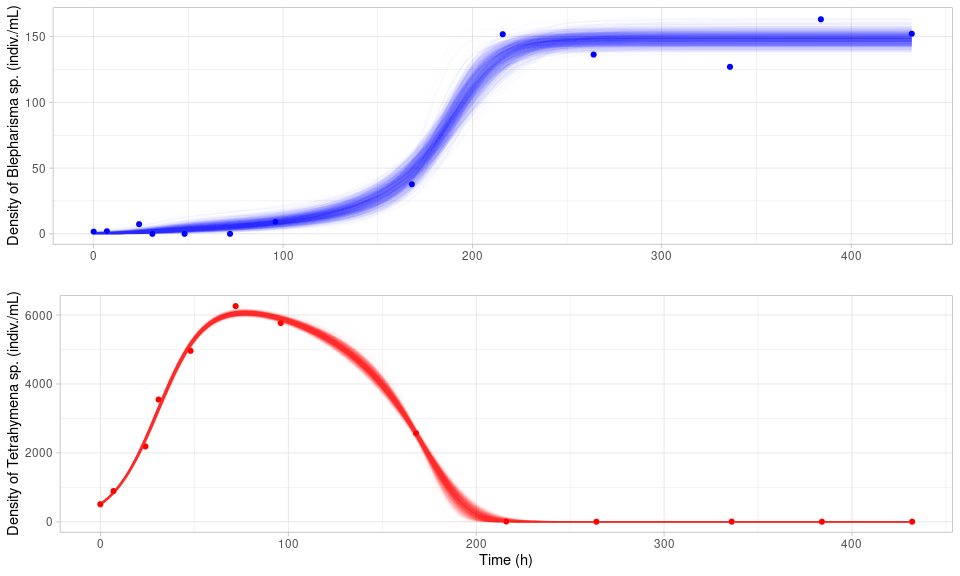 Density of Blepharisma sp. (indiv./mL)
150
100
50
0
0 100 200 300 400
Density of Tetrahymena sp. (indiv./mL)
6000
4000
2000
0
0 100 200 300 400
Time (h)